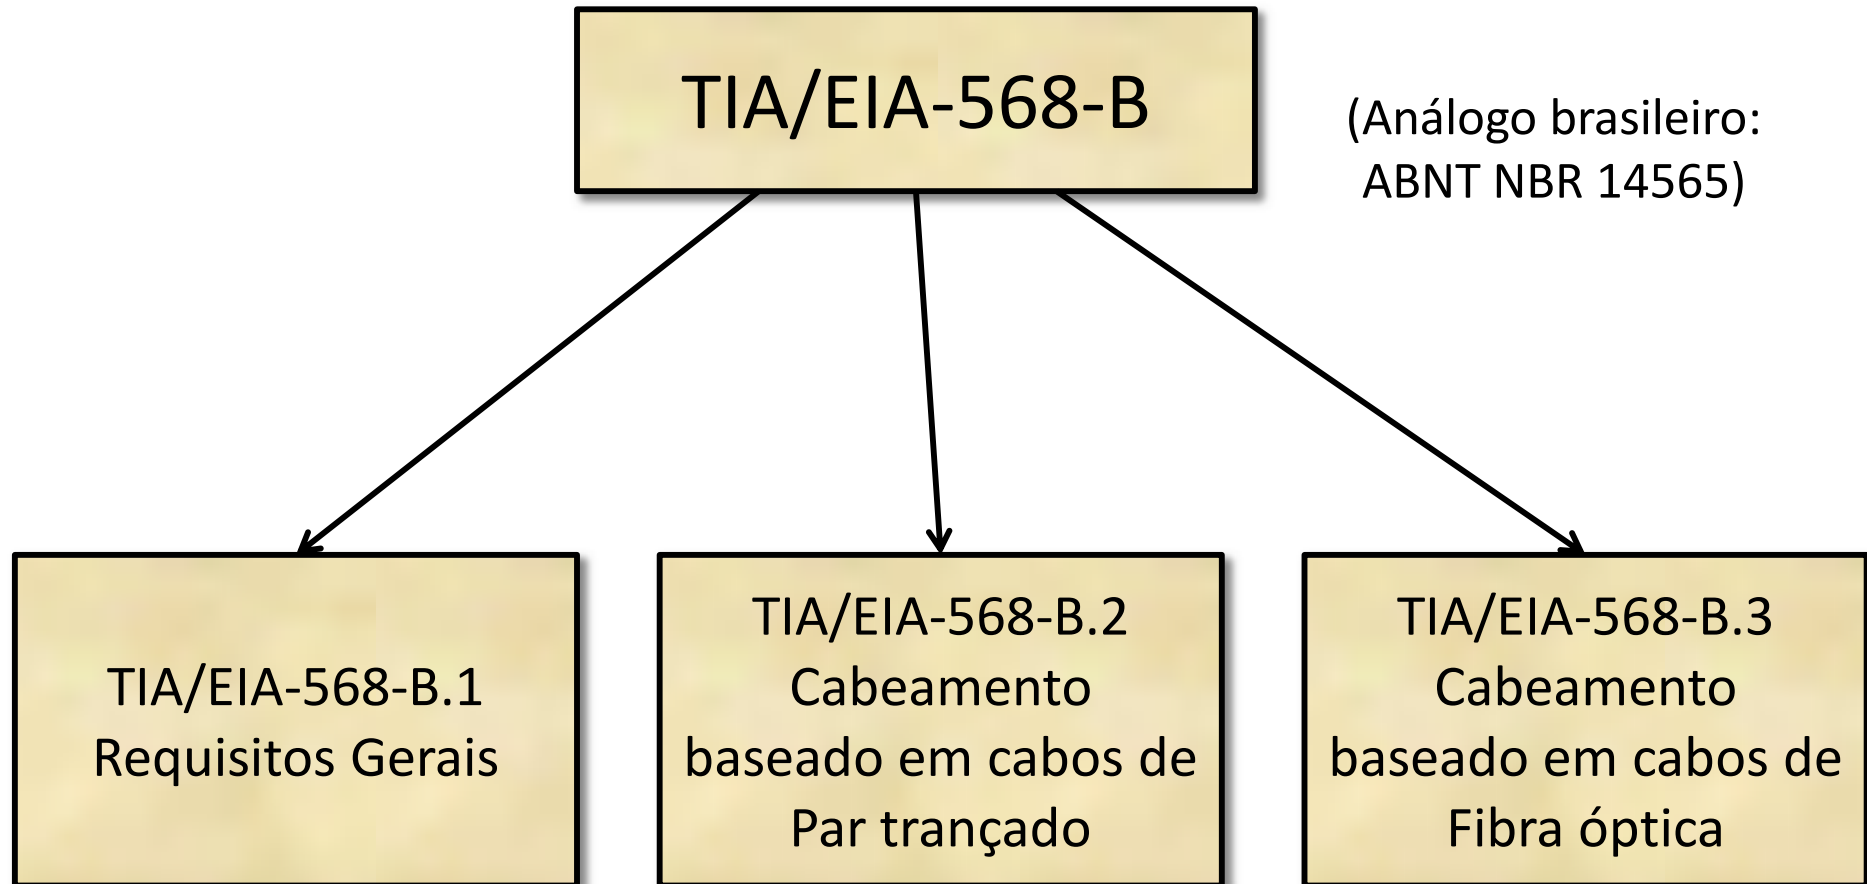 TIA/EIA-568-B
(Análogo brasileiro:
ABNT NBR 14565)
TIA/EIA-568-B.1
Requisitos Gerais
TIA/EIA-568-B.2
Cabeamento
baseado em cabos de
Par trançado
TIA/EIA-568-B.3
Cabeamento
baseado em cabos de
Fibra óptica